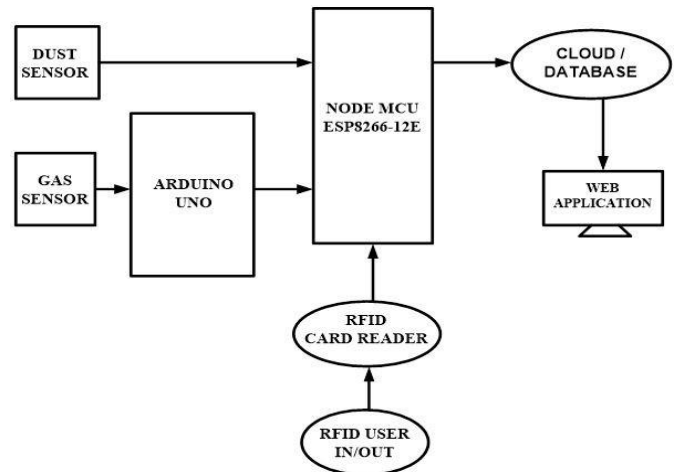 DUST
SENSOR
NODE MCU
ESP8266-12E
CLOUD /
DATABASE
GAS
SENSOR
ARDUINO
UNO
WEB
APPLICATION
RFID
CARD READER
RFID USER
IN/OUT